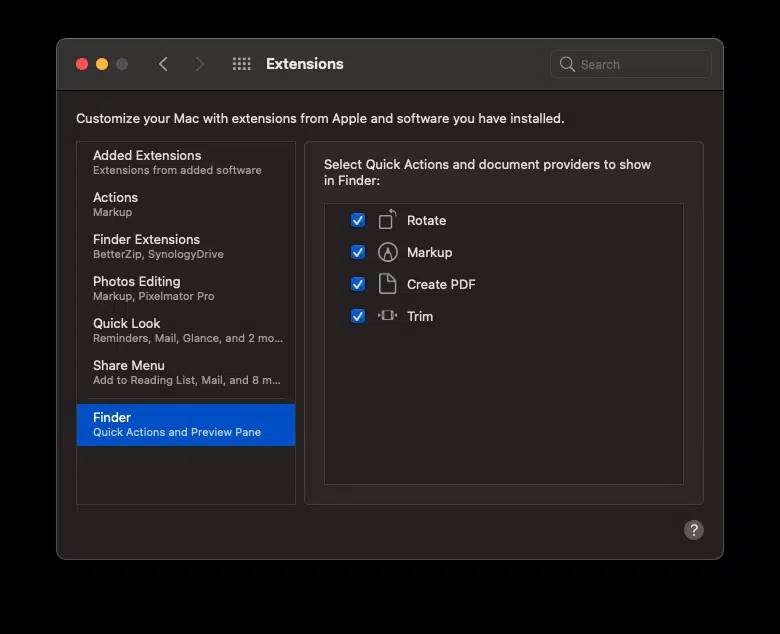 Extensions
Search
Customize your Mac with extensions from Apple and software you have installed.
Added Extensions
Extensions from added software
Actions
Markup
Finder Extensions
BetterZip, SynologyDrive
Photos Editing
Markup, Pixelmator Pro
Quick Look
Reminders, Mail, Glance, and 2 mo...
Share Menu
Add to Reading List, Mail, and 8 m...
Finder
Quick Actions and Preview Pane
Select Quick Actions and document providers to show
in Finder:
Rotate
Markup
Create PDF
Trim
?